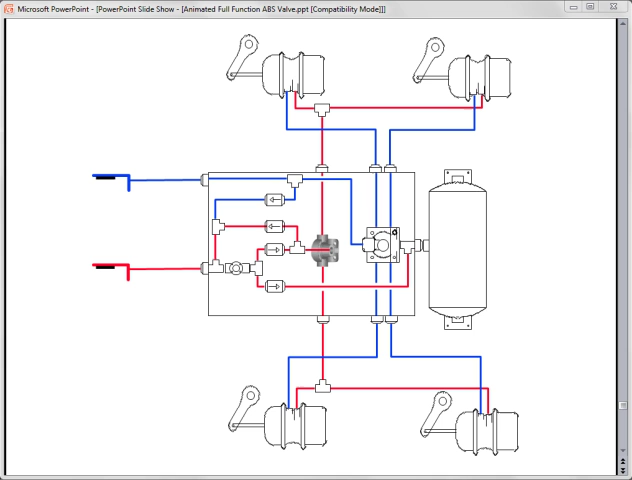 Microsoft PowerPoint - [PowerPoint Slide Show - [Animated Full Function ABS Valve.ppt [Compatibility Mode]]]